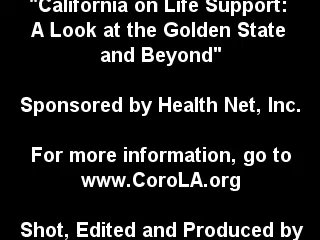 "California on Life Support:
A Look at the Golden State
and Beyond"
Sponsored by Health Net, Inc.
For more information, go to
www.CoroLA.org
Shot, Edited and Produced by